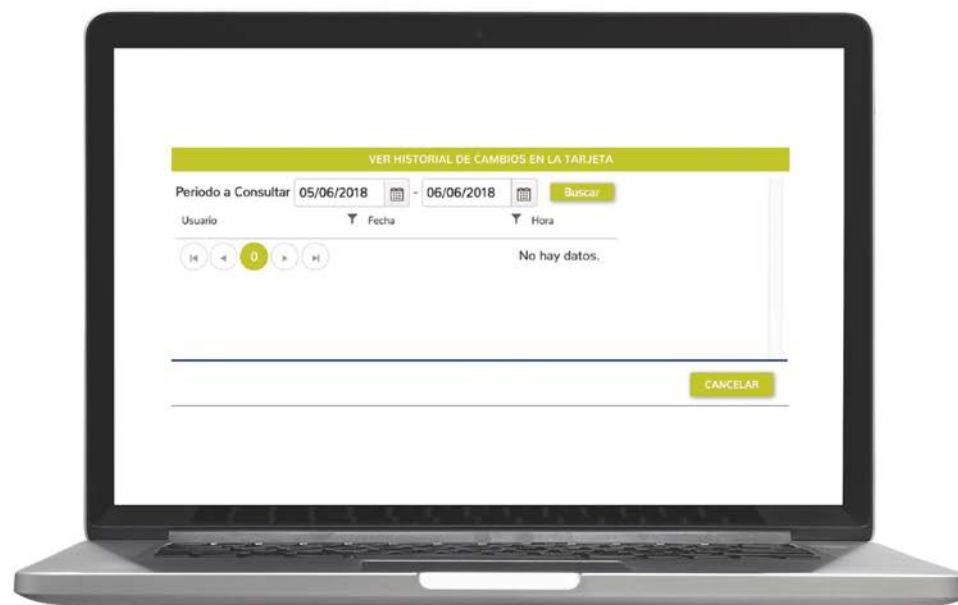 VER HISTORIAL DE CAMBIOS EN LA TARJETA
Periodo a Consultar 05/06/2018 - 06/06/2018 Buscar
Usuario Fecha Hora
0 No hay datos.
CANCELAR